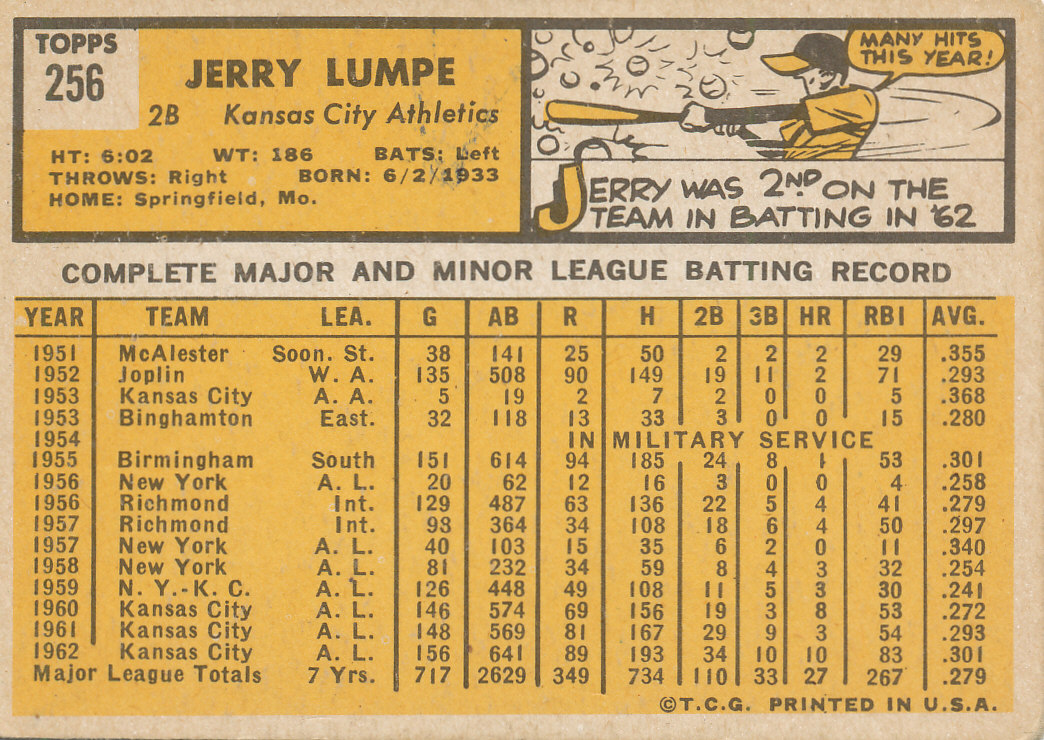 TOPPS
256
JERRY LUMPE
2B Kansas City Athletics
HT: 6:02 WT: 186 BATS: Left
THROWS: Right BORN: 6/2/1933
HOME: Springfield, Mo.
MANY HITS
THIS YEAR!
JERRY WAS 2ND ON THE
TEAM IN BATTING IN '62
COMPLETE MAJOR AND MINOR LEAGUE BATTING RECORD
YEAR TEAM LEA. G AB R H 2B 3B HR RBI AVG.
1951 McAlester Soon. St. 38 141 25 50 2 2 2 29 .355
1952 Joplin W. A. 135 508 90 149 19 11 2 71 .293
1953 Kansas City A. A. 5 19 2 7 2 0 0 5 .368
1953 Binghamton East. 32 118 13 33 3 0 0 15 .280
1954 IN MILITARY SERVICE
1955 Birmingham South 151 614 94 185 24 8 1 53 .301
1956 New York A. L. 20 62 12 16 3 0 0 4 .258
1956 Richmond Int. 129 487 63 136 22 5 4 41 .279
1957 Richmond Int. 98 364 34 108 18 6 4 50 .297
1957 New York A. L. 40 103 15 35 6 2 0 11 .340
1958 New York A. L. 81 232 34 59 8 4 3 32 .254
1959 N. Y.-K. C. A. L. 126 448 49 108 11 5 3 30 .241
1960 Kansas City A. L. 146 574 69 156 19 3 8 53 .272
1961 Kansas City A. L. 148 569 81 167 29 9 3 54 .293
1962 Kansas City A. L. 156 641 89 193 34 10 10 83 .301
Major League Totals 7 Yrs. 717 2629 349 734 110 33 27 267 .279
©T.C.G. PRINTED IN U.S.A.